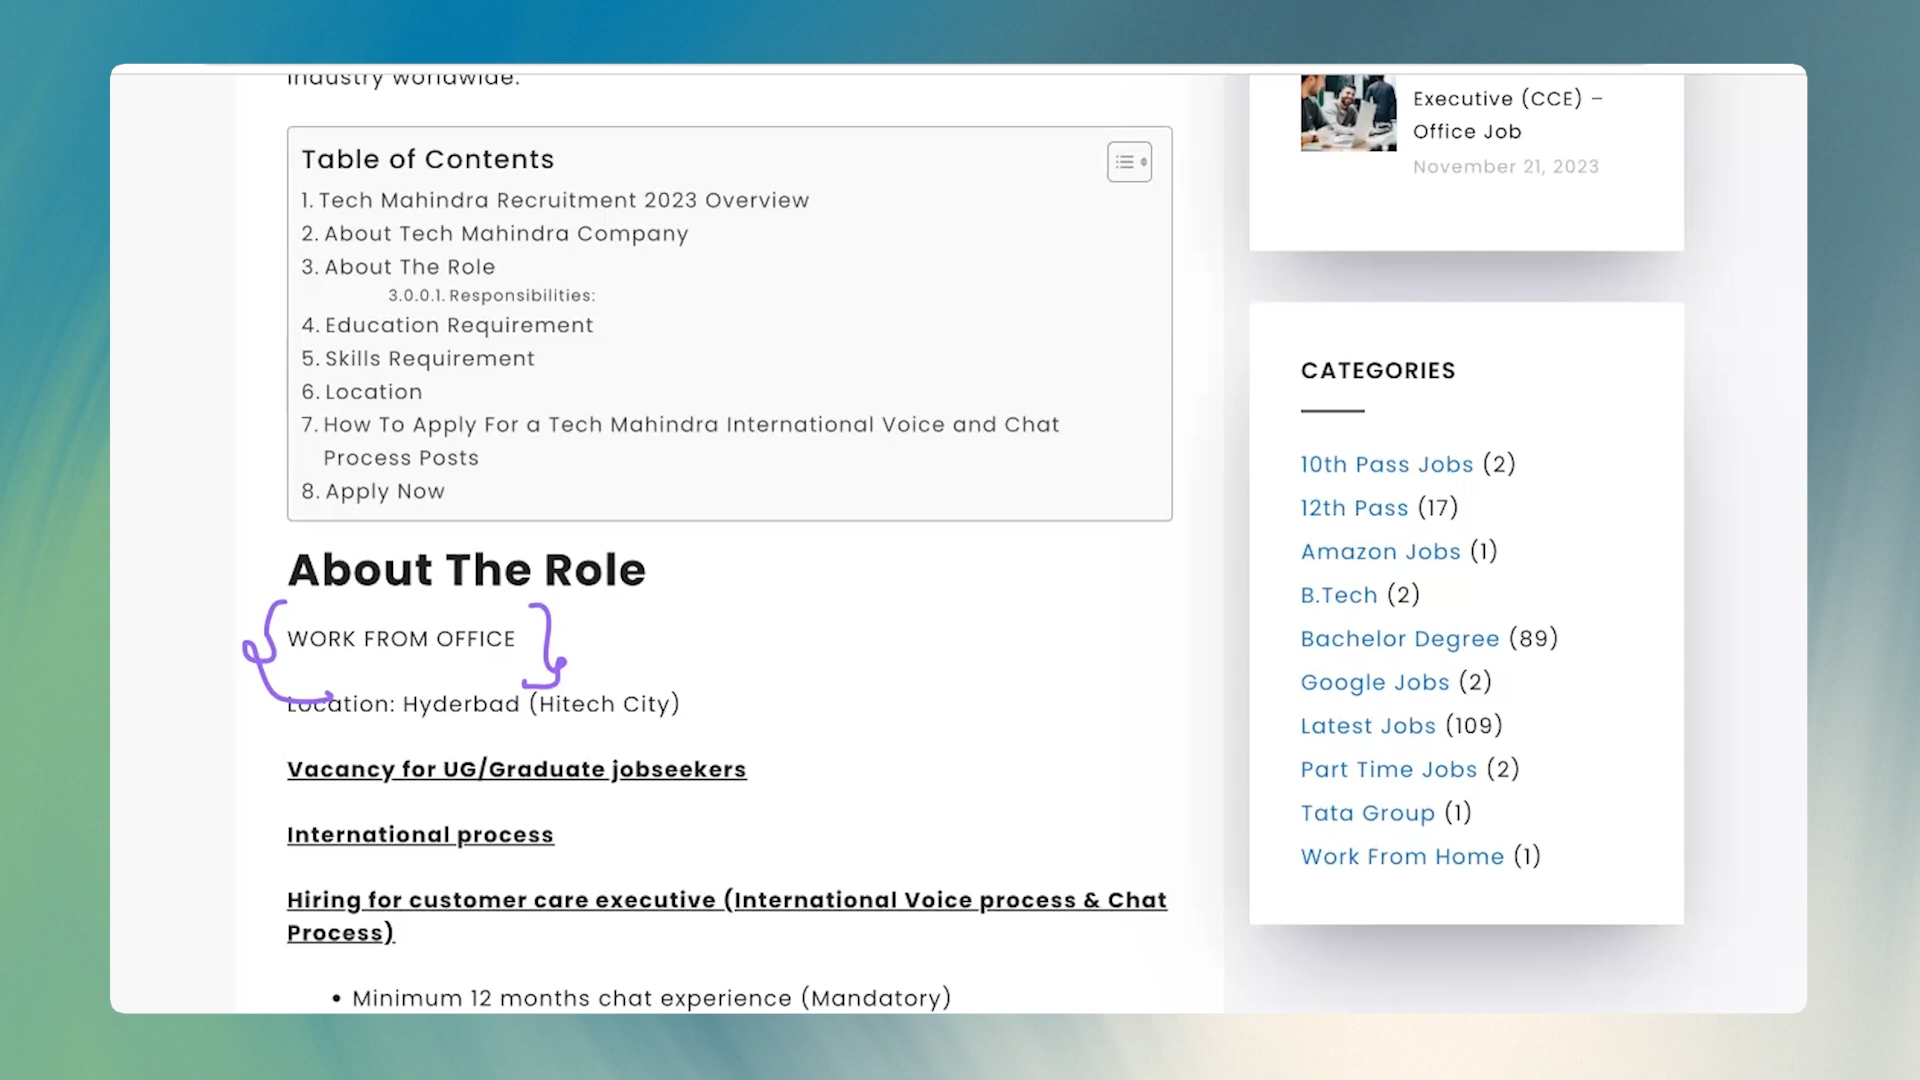 industry worldwide.
Table of Contents
1. Tech Mahindra Recruitment 2023 Overview
2. About Tech Mahindra Company
3. About The Role
3.0.0.1. Responsibilities:
4. Education Requirement
5. Skills Requirement
6. Location
7. How To Apply For a Tech Mahindra International Voice and Chat
Process Posts
8. Apply Now
About The Role
WORK FROM OFFICE
Location: Hyderbad (Hitech City)
Vacancy for UG/Graduate jobseekers
International process
Hiring for customer care executive (International Voice process & Chat
Process)
• Minimum 12 months chat experience (Mandatory)
Executive (CCE) –
Office Job
November 21, 2023
CATEGORIES
10th Pass Jobs (2)
12th Pass (17)
Amazon Jobs (1)
B.Tech (2)
Bachelor Degree (89)
Google Jobs (2)
Latest Jobs (109)
Part Time Jobs (2)
Tata Group (1)
Work From Home (1)